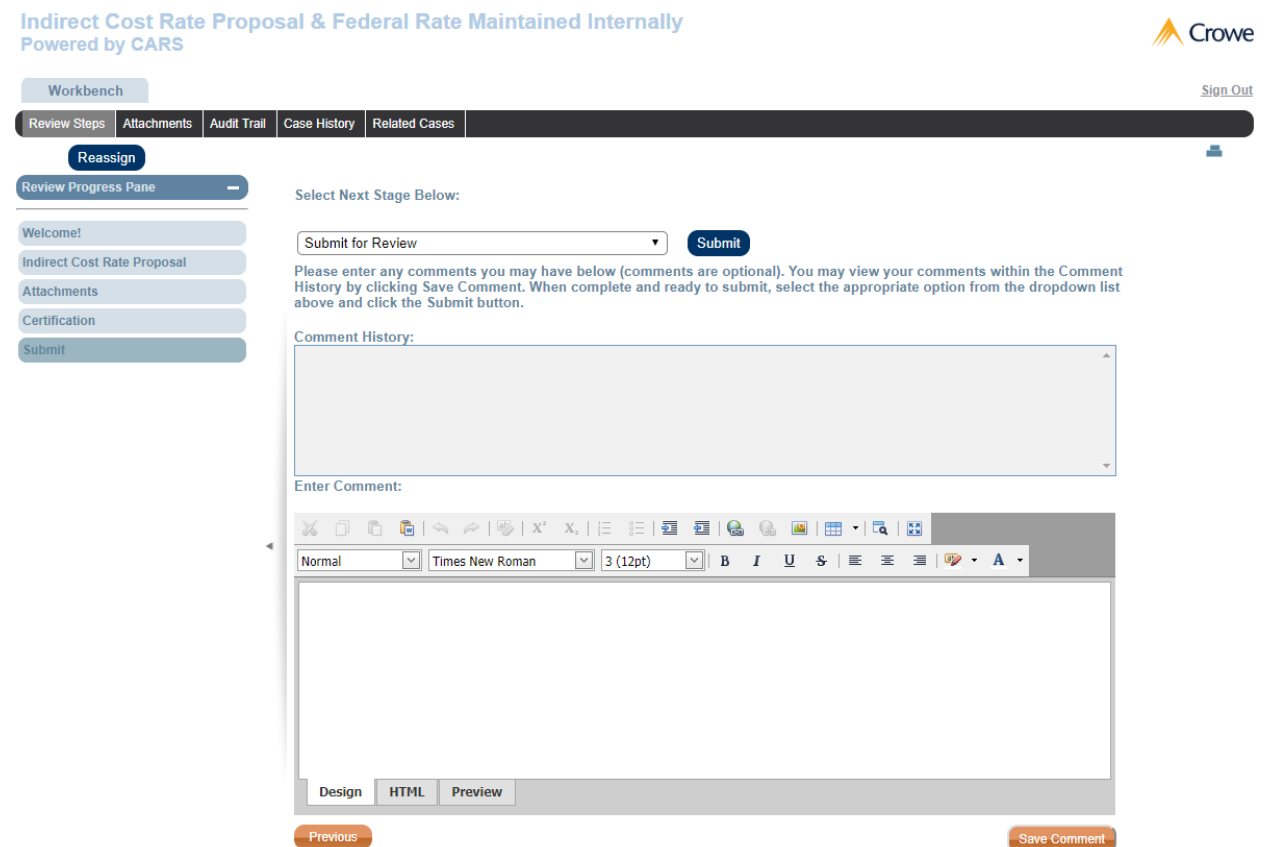 Indirect Cost Rate Proposal & Federal Rate Maintained Internally
Powered by CARS
Crowe
Workbench
Sign Out
Review Steps Attachments Audit Trail Case History Related Cases
Reassign
Review Progress Pane
Welcome!
Indirect Cost Rate Proposal
Attachments
Certification
Submit
Select Next Stage Below:
Submit for Review
Submit
Please enter any comments you may have below (comments are optional). You may view your comments within the Comment
History by clicking Save Comment. When complete and ready to submit, select the appropriate option from the dropdown list
above and click the Submit button.
Comment History:
Enter Comment:
Normal Times New Roman 3 (12pt) B I U S A
Design HTML Preview
Previous
Save Comment